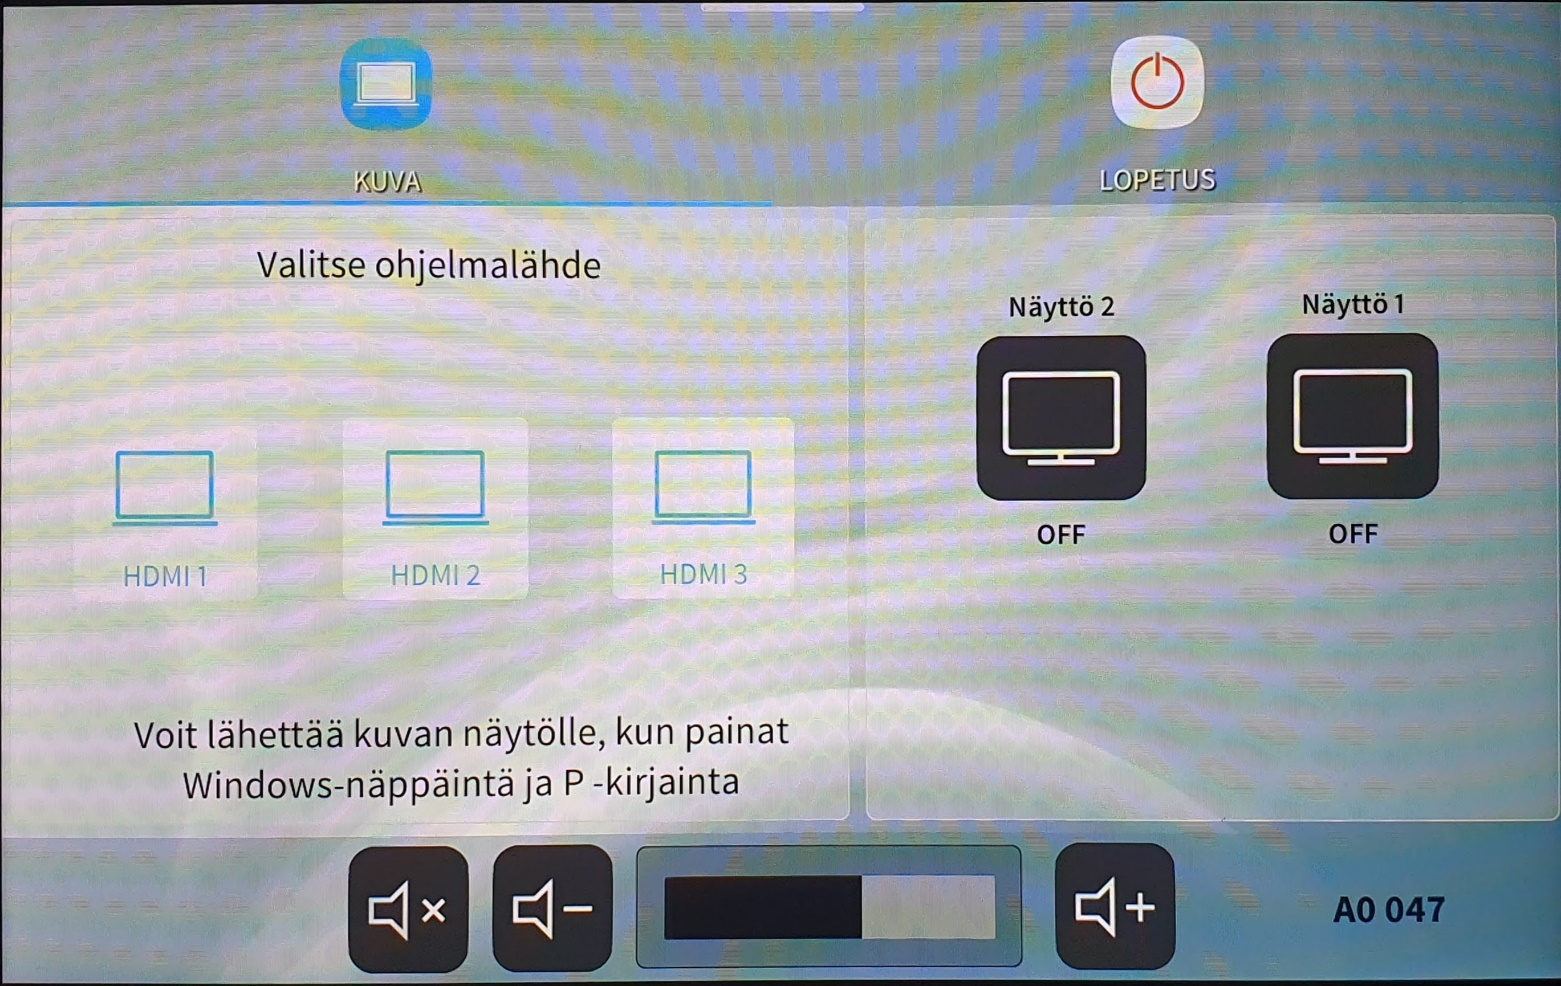 KUVA
LOPETUS
Valitse ohjelmalähde
Näyttö 2
Näyttö 1
OFF
OFF
HDMI 1
HDMI 2
HDMI 3
Voit lähettää kuvan näytölle, kun painat
Windows-näppäintä ja P -kirjainta
A0 047